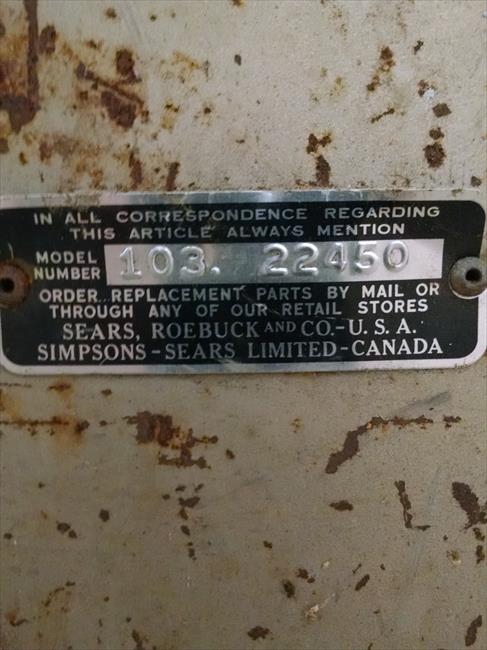 IN ALL CORRESPONDENCE REGARDING
THIS ARTICLE ALWAYS MENTION
MODEL NUMBER 103. 22450
ORDER REPLACEMENT PARTS BY MAIL OR
THROUGH ANY OF OUR RETAIL STORES
SEARS, ROEBUCK AND CO.-U.S.A.
SIMPSONS-SEARS LIMITED-CANADA